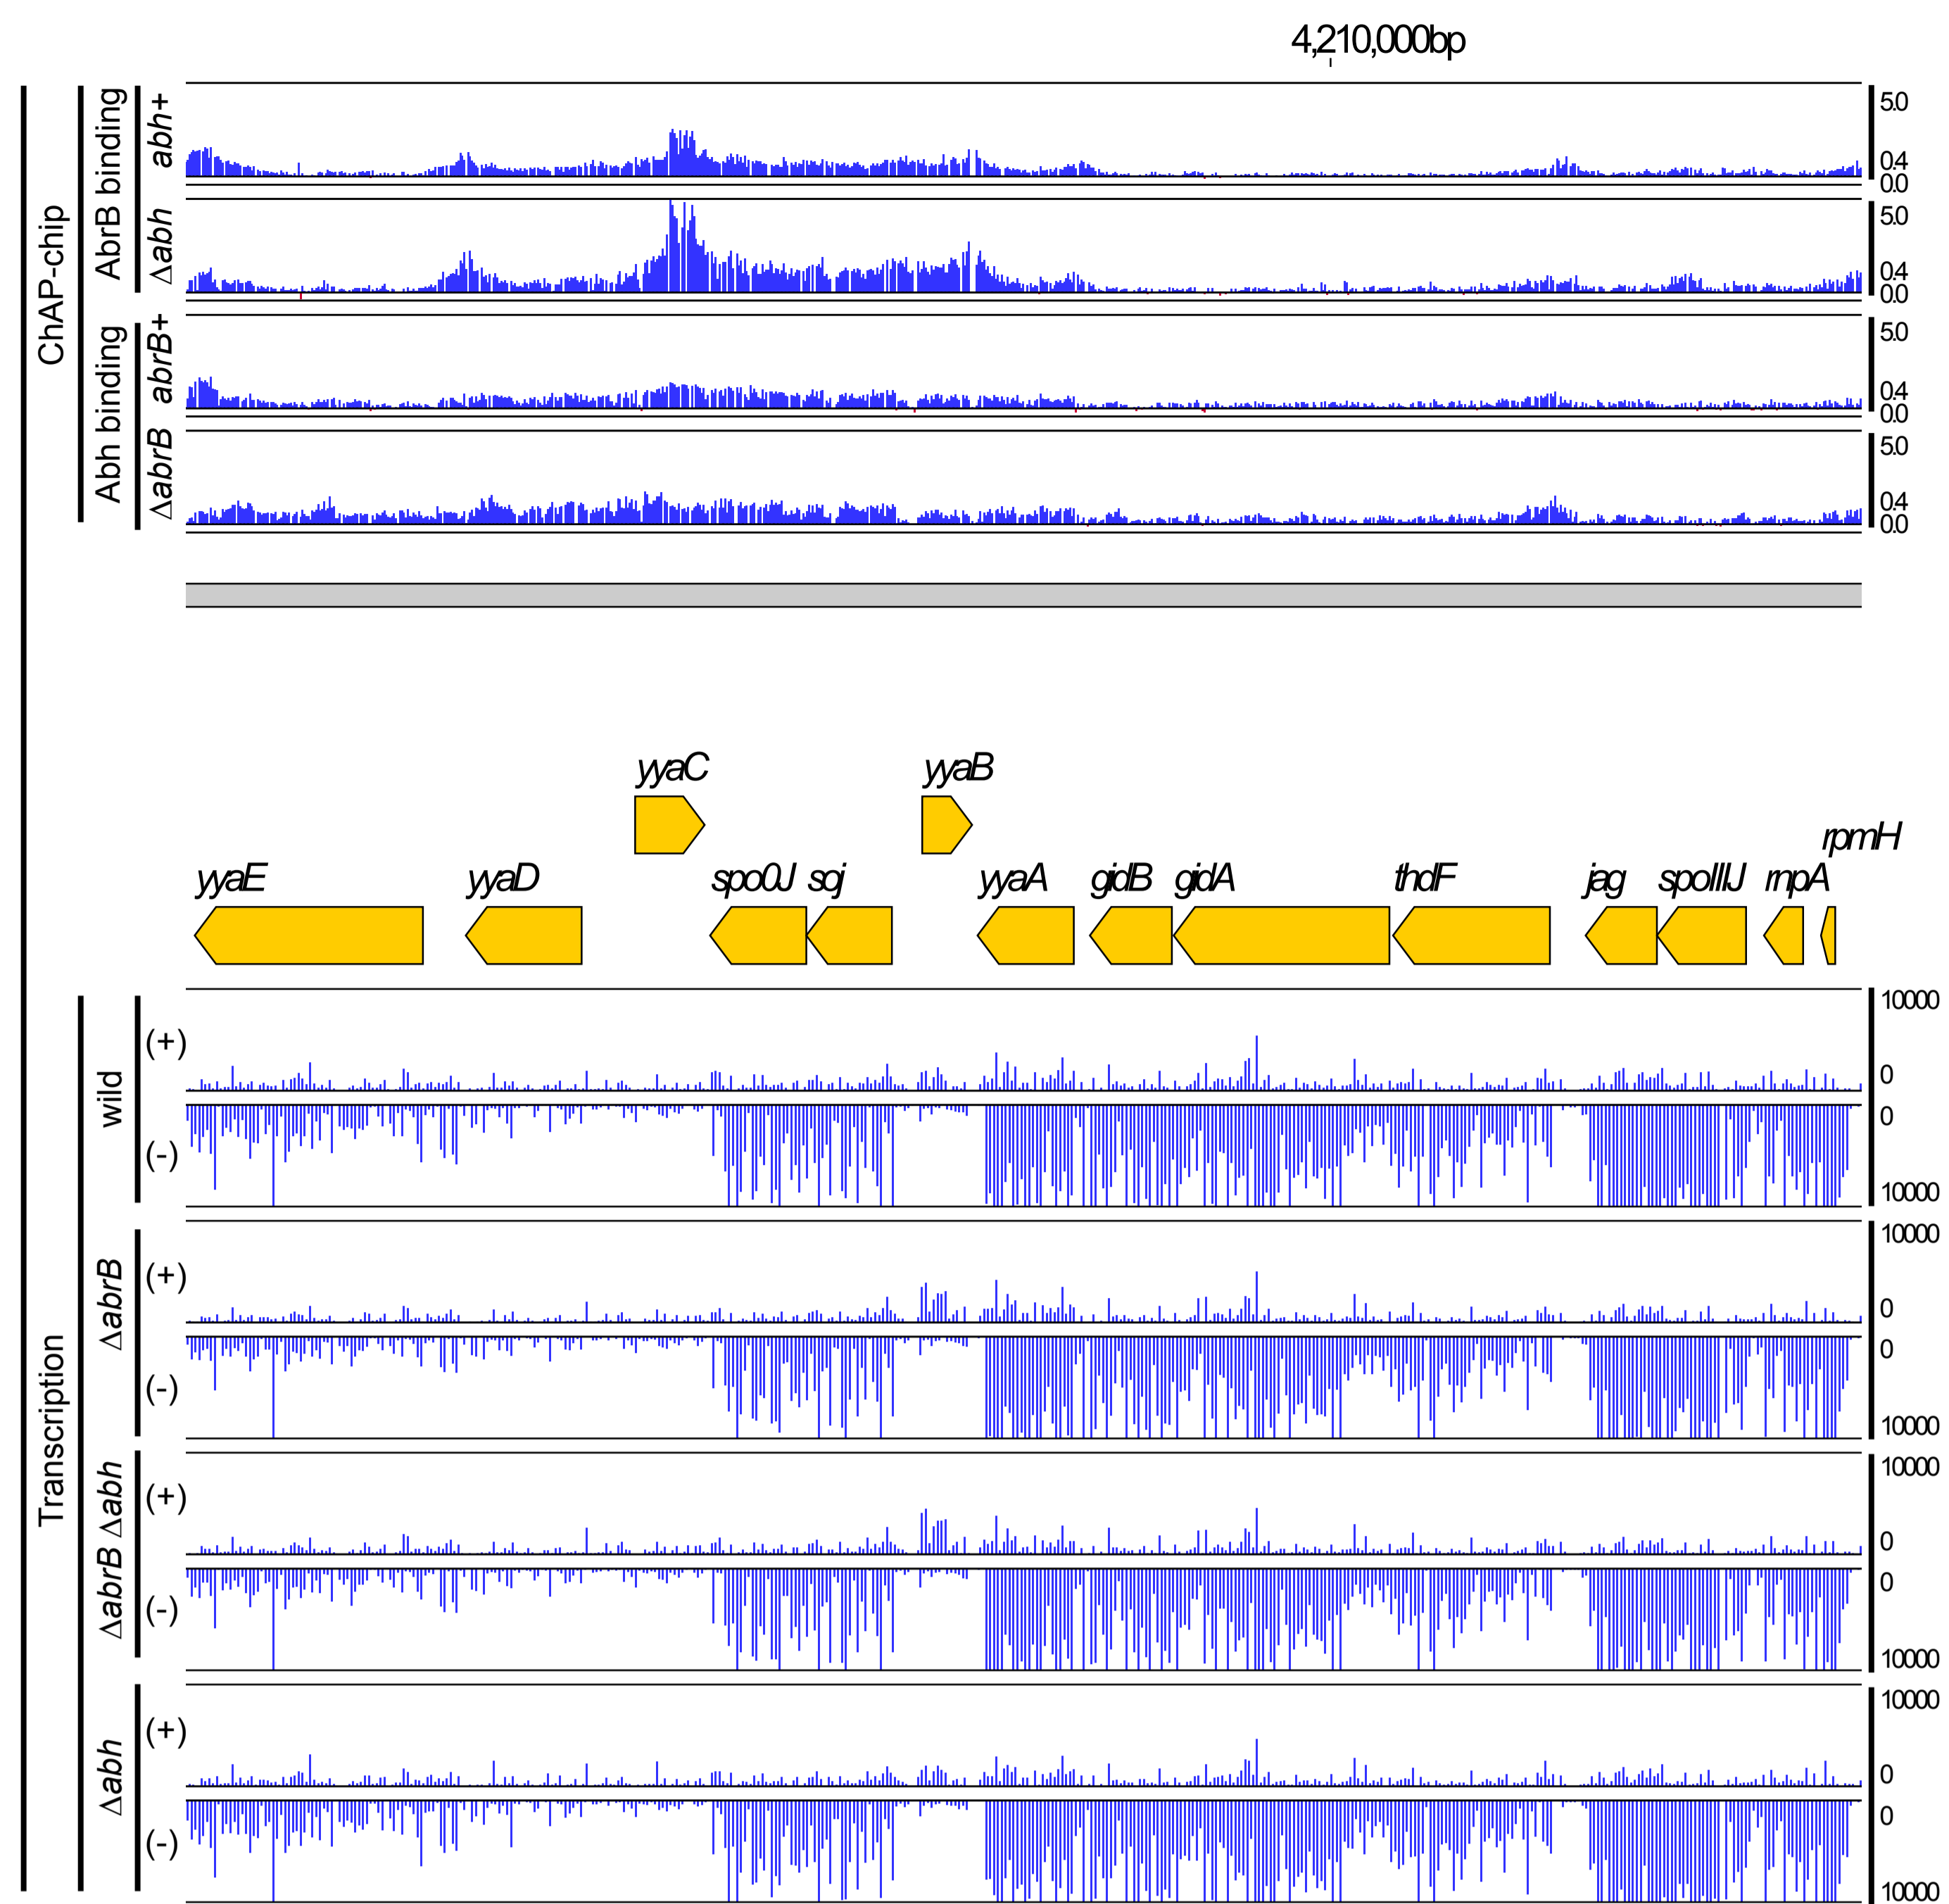 4,210,000bp
ChAP-chip
AbrB binding
abh+
5.0
0.4
0.0
Δabh
5.0
0.4
0.0
Abh binding
abrB+
5.0
0.4
0.0
ΔabrB
5.0
0.4
0.0
yyaC yyaB
rpmH
yyaE yyaD spo0J soj yyaA gidB gidA thdF jag spoIIIJ rnpA
Transcription
wild
(+)
10000
0
(-)
0
10000
ΔabrB
(+)
10000
0
(-)
0
10000
ΔabrB Δabh
(+)
10000
0
(-)
0
10000
Δabh
(+)
10000
0
(-)
0
10000